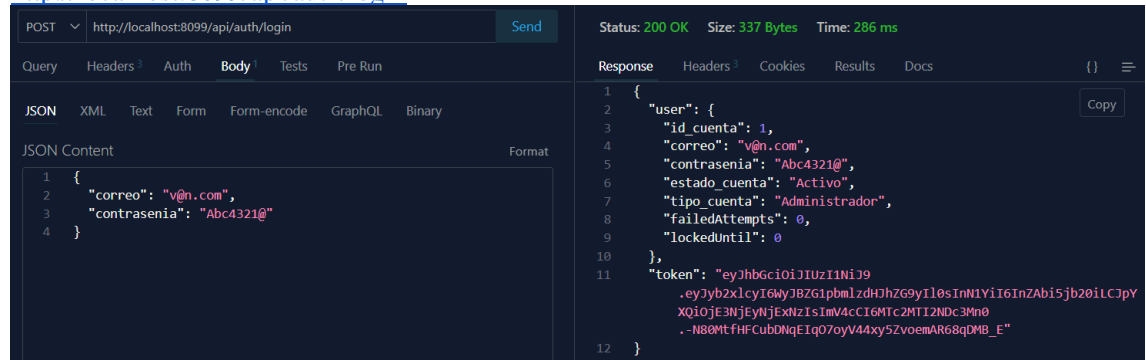 POST http://localhost:8099/api/auth/login Send
Query Headers 3 Auth Body 1 Tests Pre Run
JSON XML Text Form Form-encode GraphQL Binary
JSON Content Format
1 {
2 "correo": "v@n.com",
3 "contrasenia": "Abc4321@"
4 }
Status: 200 OK Size: 337 Bytes Time: 286 ms
Response Headers 3 Cookies Results Docs {}
Copy
1 {
2 "user": {
3 "id_cuenta": 1,
4 "correo": "v@n.com",
5 "contrasenia": "Abc4321@",
6 "estado_cuenta": "Activo",
7 "tipo_cuenta": "Administrador",
8 "failedAttempts": 0,
9 "lockedUntil": 0
10 },
11 "token": "eyJhbGciOiJIUzI1NiJ9
.eyJyb2xlcyI6WyJBZG1pbmlzdHJhZG9yIl0sInN1YiI6InZAbi5jb20iLCJpY
XQiOjE3NjEyNjExNzIsImV4cCI6MTc2MTI2NDc3Mn0
.-N80MtfHFCubDNqEIqO7oyV44xy5ZvoemAR68qDMB_E"
12 }